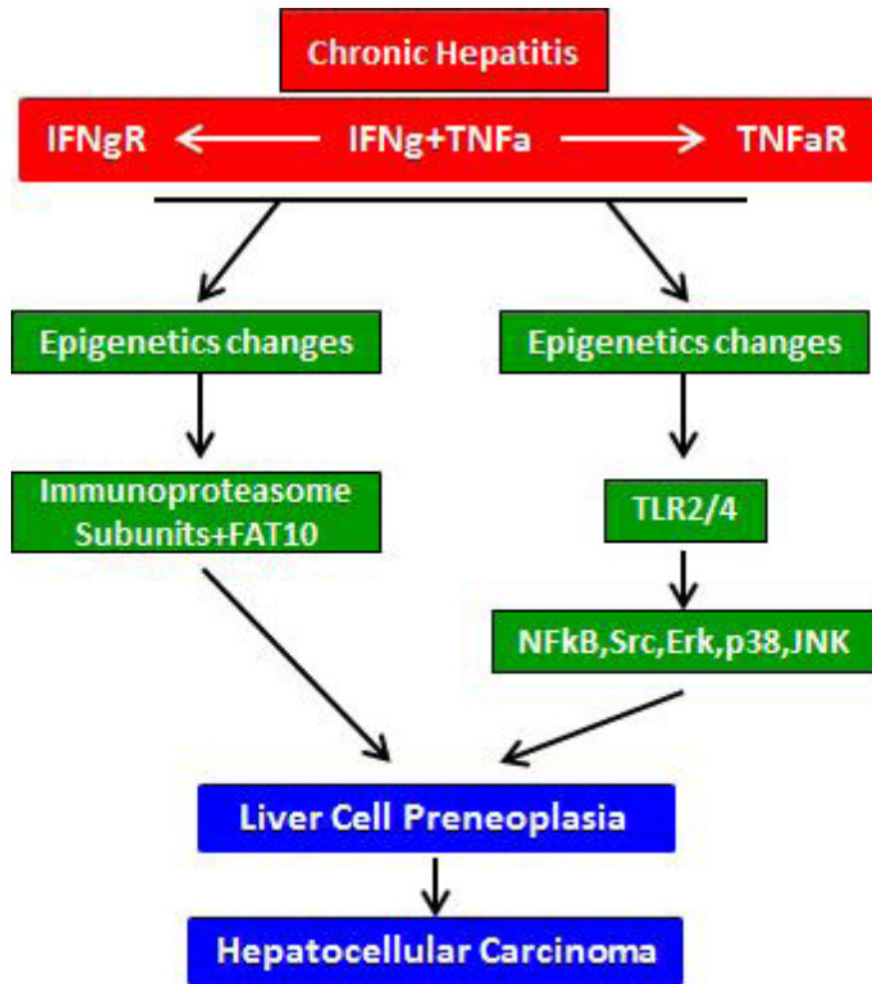 Chronic Hepatitis
IFNgR IFNg+TNFa TNFaR
Epigenetics changes Epigenetics changes
Immunoproteasome
Subunits+FAT10
TLR2/4
NFkB,Src,Erk,p38,JNK
Liver Cell Preneoplasia
Hepatocellular Carcinoma